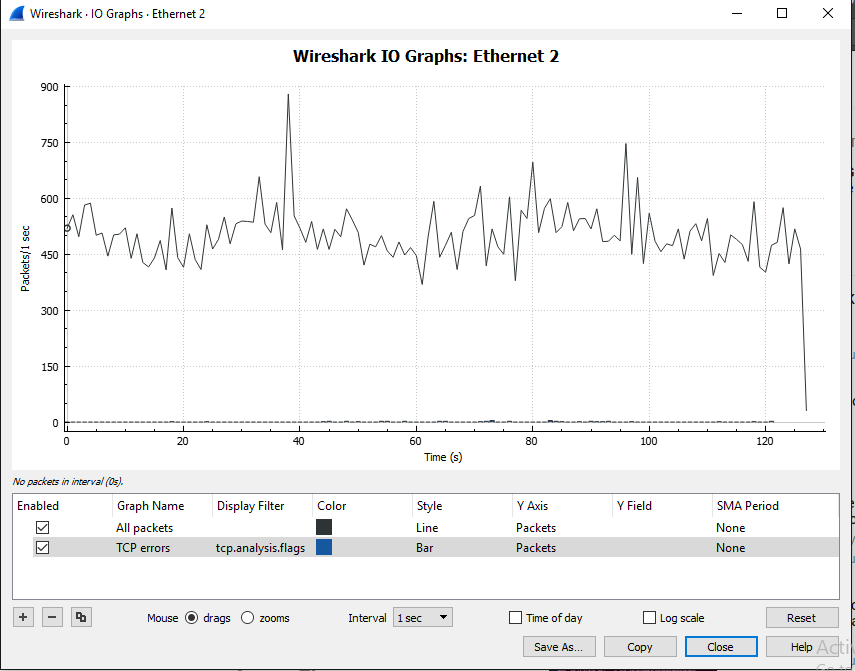 Wireshark · IO Graphs · Ethernet 2
Wireshark IO Graphs: Ethernet 2
900
750
600
450
300
150
0
Packets/1 sec
0 20 40 60 80 100 120
Time (s)
No packets in interval (0s).
Enabled Graph Name Display Filter Color Style Y Axis Y Field SMA Period
All packets Line Packets None
TCP errors tcp.analysis.flags Bar Packets None
Mouse drags zooms Interval 1 sec Time of day Log scale Reset
Save As... Copy Close Help